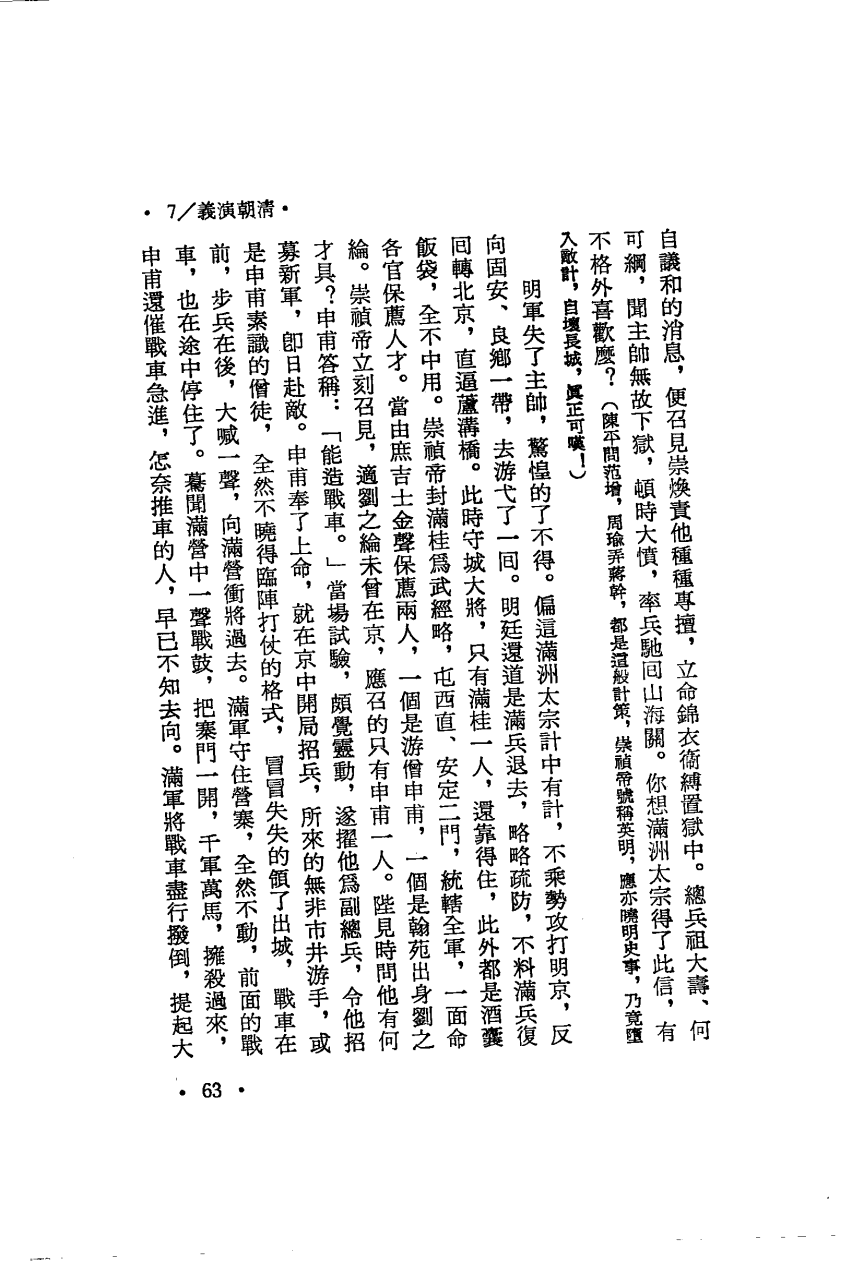 • 7／義演朝清 •
自議和的消息，便召見崇煥責他種種專擅，立命錦衣衛縛置獄中。總兵祖大壽、何
可綱，聞主帥無故下獄，頓時大憤，率兵馳回山海關。你想滿洲太宗得了此信，有
不格外喜歡麼？（陳平間范增，周瑜弄蔣幹，都是這般計策，崇禎帝號稱英明，應亦曉明史事，乃竟墮
入敵計，自壞長城，眞正可嘆！）
明軍失了主帥，驚惶的了不得。偏這滿洲太宗計中有計，不乘勢攻打明京，反
向固安、良鄉一帶，去游弋了一回。明廷還道是滿兵退去，略略疏防，不料滿兵復
回轉北京，直逼蘆溝橋。此時守城大將，只有滿桂一人，還靠得住，此外都是酒囊
飯袋，全不中用。崇禎帝封滿桂爲武經略，屯西直、安定二門，統轄全軍，一面命
各官保薦人才。當由庶吉士金聲保薦兩人，一個是游僧申甫，一個是翰苑出身劉之
綸。崇禎帝立刻召見，適劉之綸未曾在京，應召的只有申甫一人。陛見時問他有何
才具？申甫答稱：「能造戰車。」當場試驗，頗覺靈動，遂擢他爲副總兵，令他招
募新軍，卽日赴敵。申甫奉了上命，就在京中開局招兵，所來的無非市井游手，或
是申甫素識的僧徒，全然不曉得臨陣打仗的格式，冒冒失失的領了出城，戰車在
前，步兵在後，大喊一聲，向滿營衝將過去。滿軍守住營寨，全然不動，前面的戰
車，也在途中停住了。驀聞滿營中一聲戰鼓，把寨門一開，千軍萬馬，擁殺過來，
申甫還催戰車急進，怎奈推車的人，早已不知去向。滿軍將戰車盡行撥倒，提起大
• 63 •